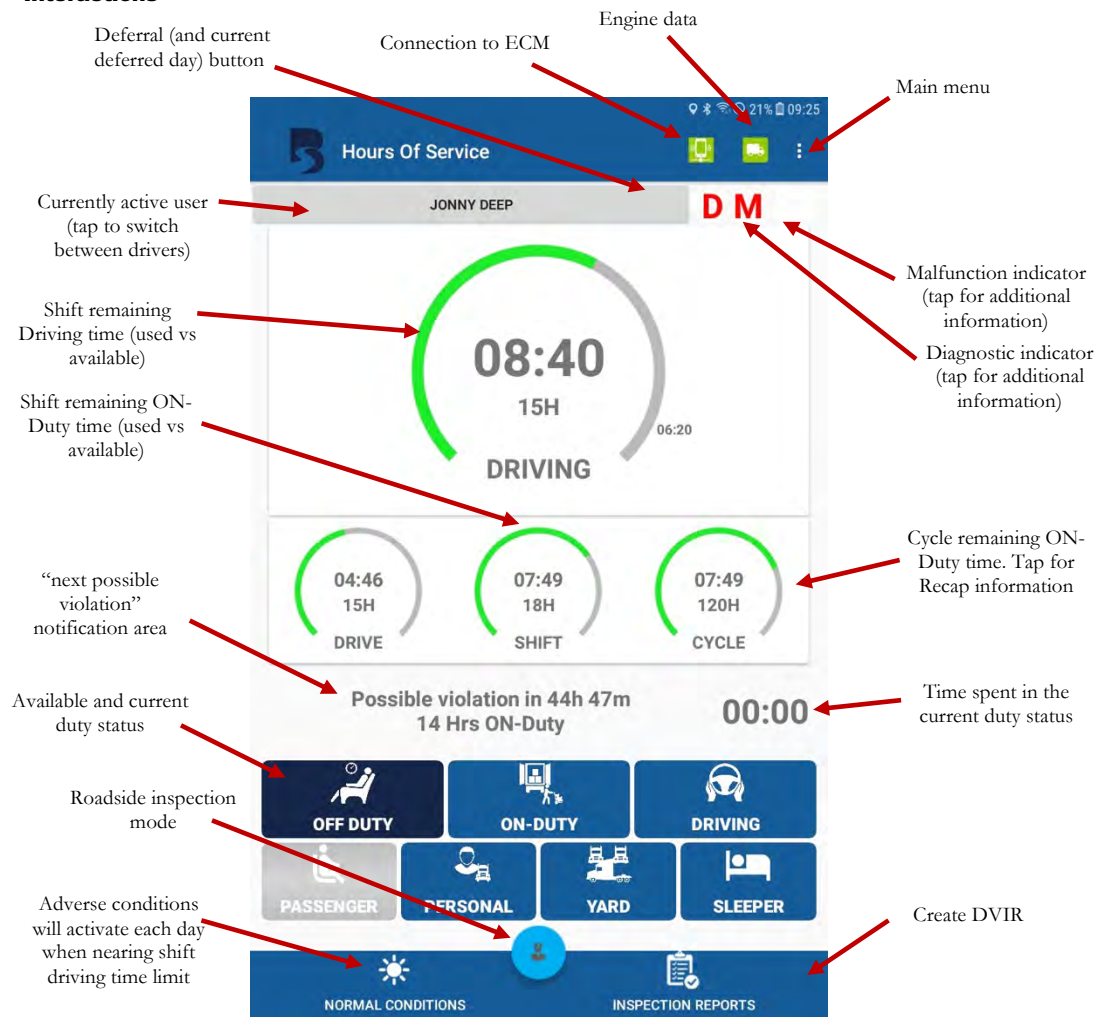 Deferral (and current
deferred day) button
Connection to ECM
Engine data
Main menu
21% 09:25
Hours Of Service
Currently active user
(tap to switch
between drivers)
JONNY DEEP
D M
Malfunction indicator
(tap for additional
information)
Diagnostic indicator
(tap for additional
information)
Shift remaining
Driving time (used vs
available)
08:40
15H
06:20
DRIVING
Shift remaining ON-
Duty time (used vs
available)
04:46
15H
DRIVE
07:49
18H
SHIFT
07:49
120H
CYCLE
Cycle remaining ON-
Duty time. Tap for
Recap information
“next possible
violation”
notification area
Possible violation in 44h 47m
14 Hrs ON-Duty
00:00
Time spent in the
current duty status
Available and current
duty status
OFF DUTY
ON-DUTY
DRIVING
Roadside inspection
mode
PASSENGER
PERSONAL
YARD
SLEEPER
Adverse conditions
will activate each day
when nearing shift
driving time limit
Create DVIR
NORMAL CONDITIONS
INSPECTION REPORTS